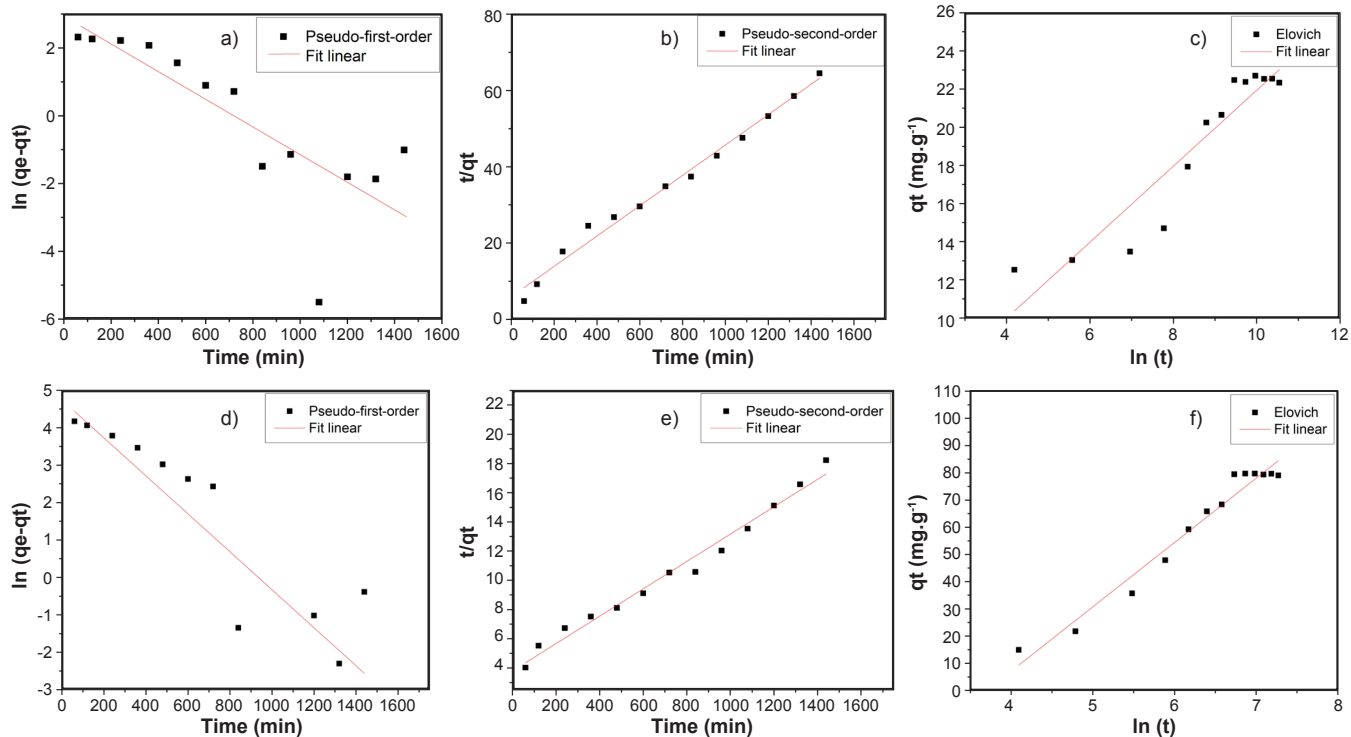 a)
Pseudo-first-order
Fit linear
2
0
-2
-4
-6
0 200 400 600 800 1000 1200 1400 1600
ln (qe-qt)
Time (min)
b)
Pseudo-second-order
Fit linear
80
60
40
20
0
0 200 400 600 800 1000 1200 1400 1600
t/qt
Time (min)
c)
Elovich
Fit linear
26
24
22
20
18
16
14
12
10
4 6 8 10 12
qt (mg.g⁻¹)
ln (t)
d)
Pseudo-first-order
Fit linear
5
4
3
2
1
0
-1
-2
-3
0 200 400 600 800 1000 1200 1400 1600
ln (qe-qt)
Time (min)
e)
Pseudo-second-order
Fit linear
22
20
18
16
14
12
10
8
6
4
0 200 400 600 800 1000 1200 1400 1600
t/qt
Time (min)
f)
Elovich
Fit linear
110
100
90
80
70
60
50
40
30
20
10
0
4 5 6 7 8
qt (mg.g⁻¹)
ln (t)